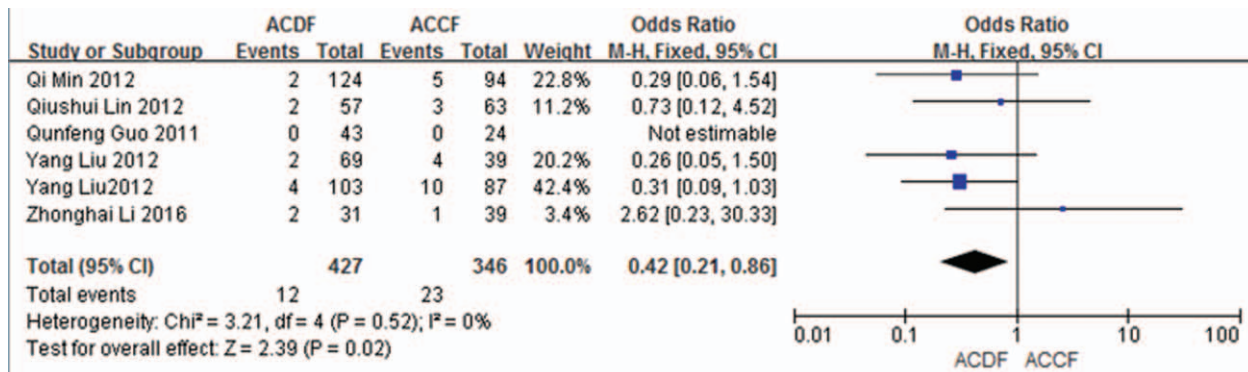 ACDF ACCF Odds Ratio Odds Ratio
Study or Subgroup Events Total Events Total Weight M-H, Fixed, 95% CI M-H, Fixed, 95% CI
Qi Min 2012 2 124 5 94 22.8% 0.29 [0.06, 1.54]
Qiushui Lin 2012 2 57 3 63 11.2% 0.73 [0.12, 4.52]
Qunfeng Guo 2011 0 43 0 24 Not estimable
Yang Liu 2012 2 69 4 39 20.2% 0.26 [0.05, 1.50]
Yang Liu2012 4 103 10 87 42.4% 0.31 [0.09, 1.03]
Zhonghai Li 2016 2 31 1 39 3.4% 2.62 [0.23, 30.33]
Total (95% CI) 427 346 100.0% 0.42 [0.21, 0.86]
Total events 12 23
Heterogeneity: Chi² = 3.21, df = 4 (P = 0.52); I² = 0%
Test for overall effect: Z = 2.39 (P = 0.02)
0.01 0.1 1 10 100
ACDF ACCF